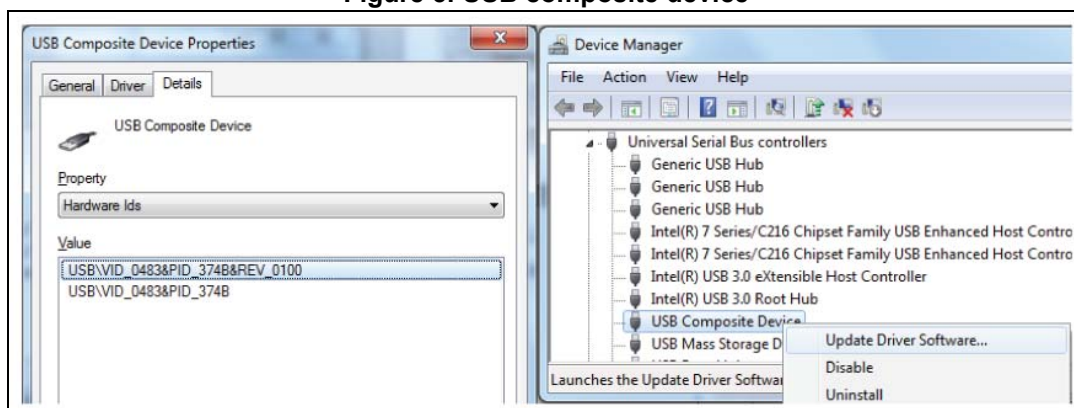 Figure 6. USB composite device
USB Composite Device Properties
General Driver Details
USB Composite Device
Property
Hardware Ids
Value
USB\VID_0483&PID_374B&REV_0100
USB\VID_0483&PID_374B
Device Manager
File Action View Help
Universal Serial Bus controllers
Generic USB Hub
Generic USB Hub
Generic USB Hub
Intel(R) 7 Series/C216 Chipset Family USB Enhanced Host Contro
Intel(R) 7 Series/C216 Chipset Family USB Enhanced Host Contro
Intel(R) USB 3.0 eXtensible Host Controller
Intel(R) USB 3.0 Root Hub
USB Composite Device
USB Mass Storage D
Launches the Update Driver Softwar
Update Driver Software...
Disable
Uninstall